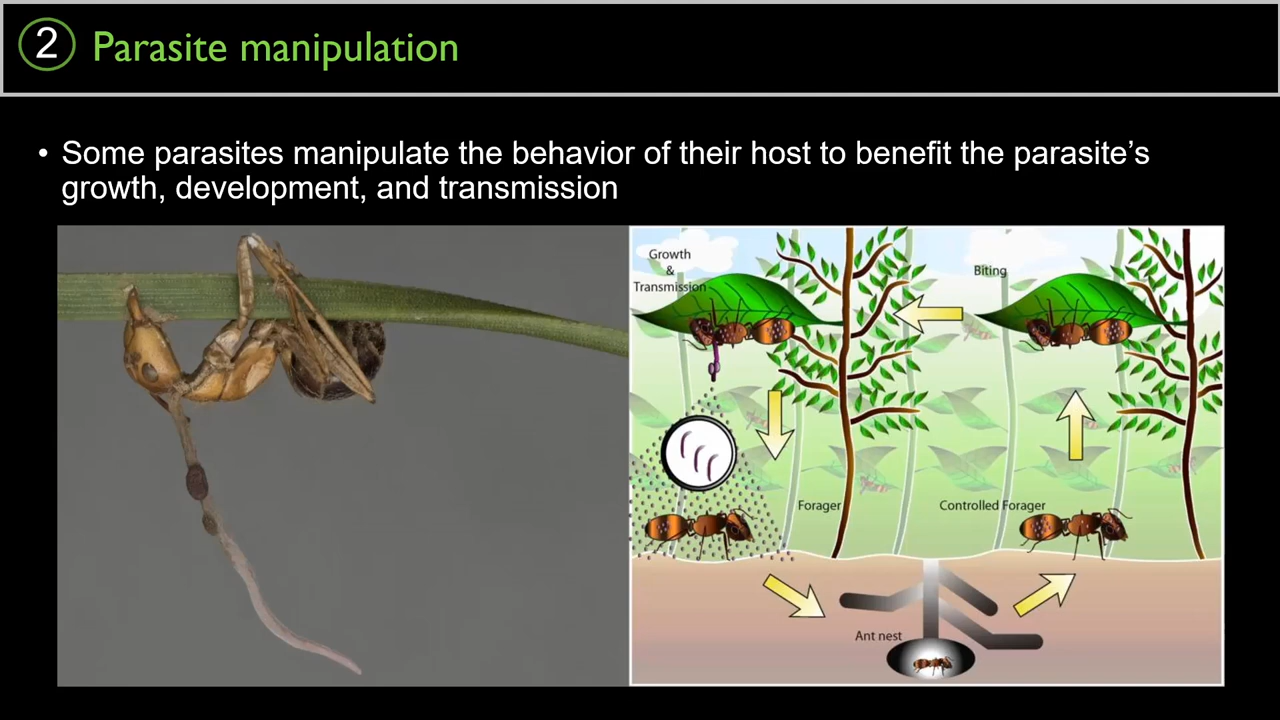 2 Parasite manipulation
• Some parasites manipulate the behavior of their host to benefit the parasite’s
growth, development, and transmission
Growth
&
Transmission
Biting
Forager
Controlled Forager
Ant nest